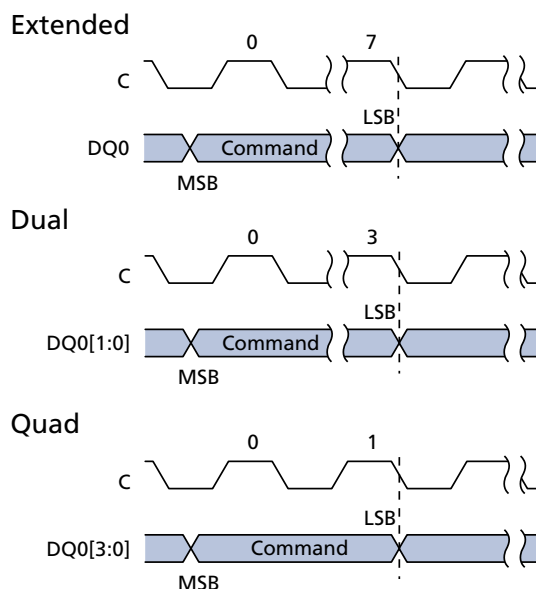 Extended
0 7
C
LSB
DQ0 Command
MSB
Dual
0 3
C
LSB
DQ0[1:0] Command
MSB
Quad
0 1
C
LSB
DQ0[3:0] Command
MSB